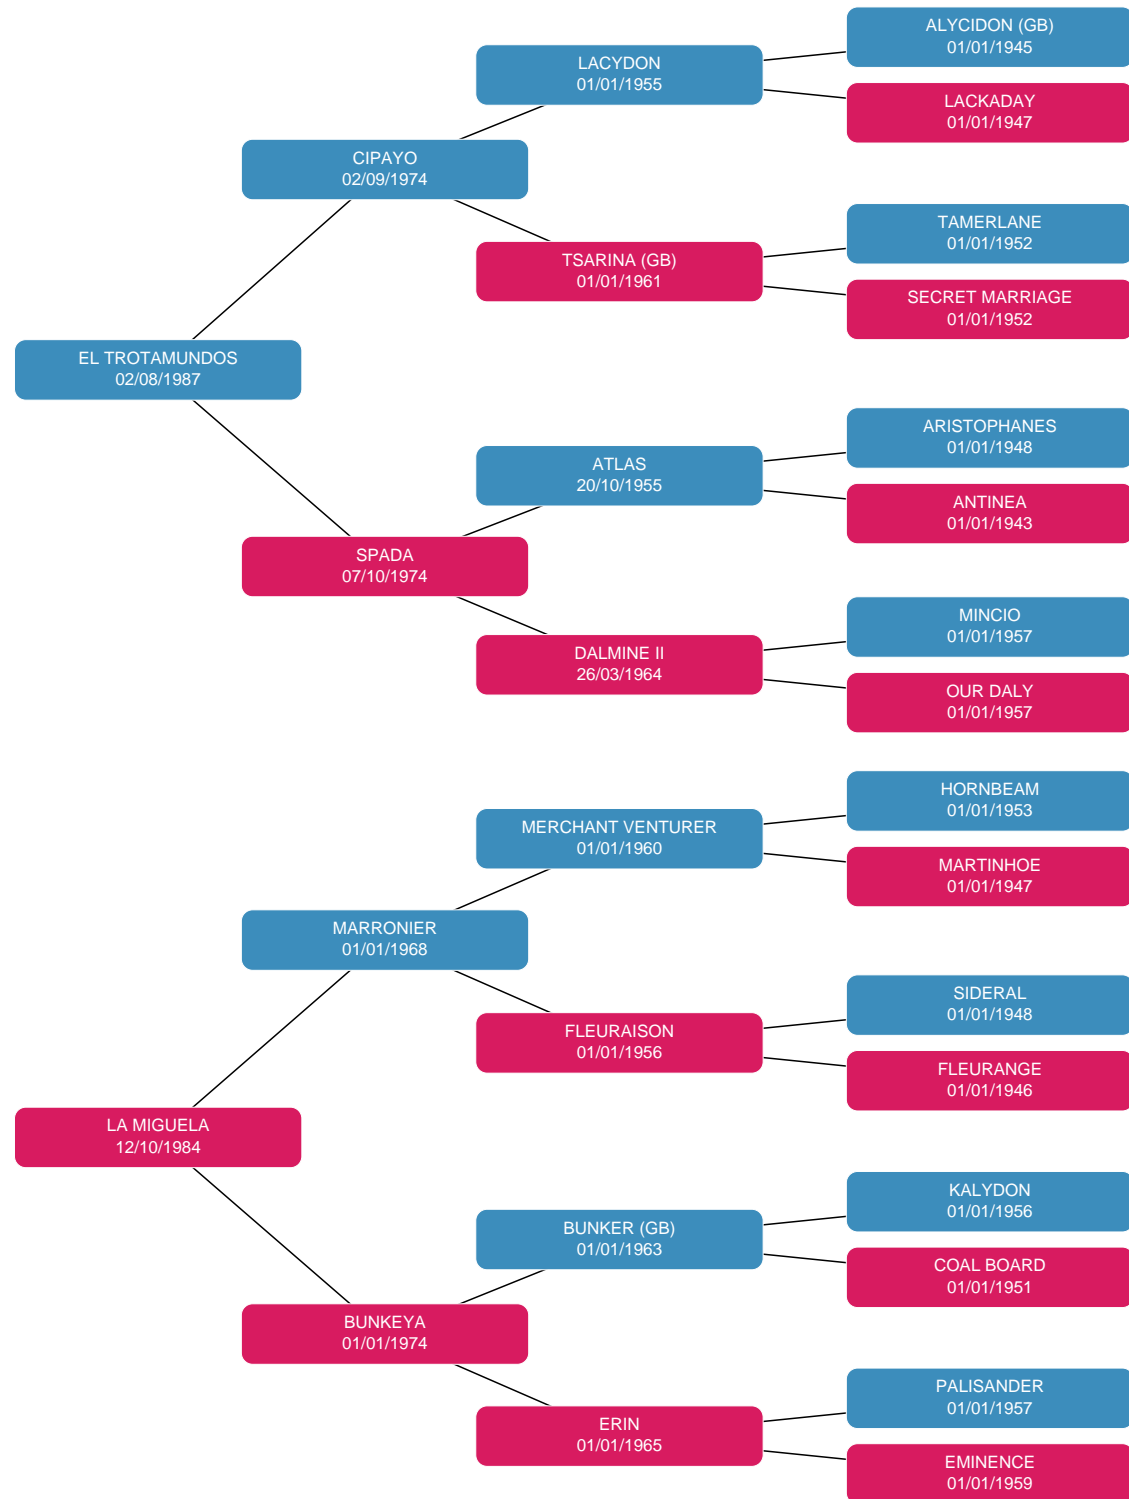 ALYCIDON (GB)
01/01/1945
LACYDON
01/01/1955
LACKADAY
01/01/1947
CIPAYO
02/09/1974
TAMERLANE
01/01/1952
TSARINA (GB)
01/01/1961
SECRET MARRIAGE
01/01/1952
EL TROTAMUNDOS
02/08/1987
ARISTOPHANES
01/01/1948
ATLAS
20/10/1955
ANTINEA
01/01/1943
SPADA
07/10/1974
MINCIO
01/01/1957
DALMINE II
26/03/1964
OUR DALY
01/01/1957
HORNBEAM
01/01/1953
MERCHANT VENTURER
01/01/1960
MARTINHOE
01/01/1947
MARRONIER
01/01/1968
SIDERAL
01/01/1948
FLEURAISON
01/01/1956
FLEURANGE
01/01/1946
LA MIGUELA
12/10/1984
KALYDON
01/01/1956
BUNKER (GB)
01/01/1963
COAL BOARD
01/01/1951
BUNKEYA
01/01/1974
PALISANDER
01/01/1957
ERIN
01/01/1965
EMINENCE
01/01/1959